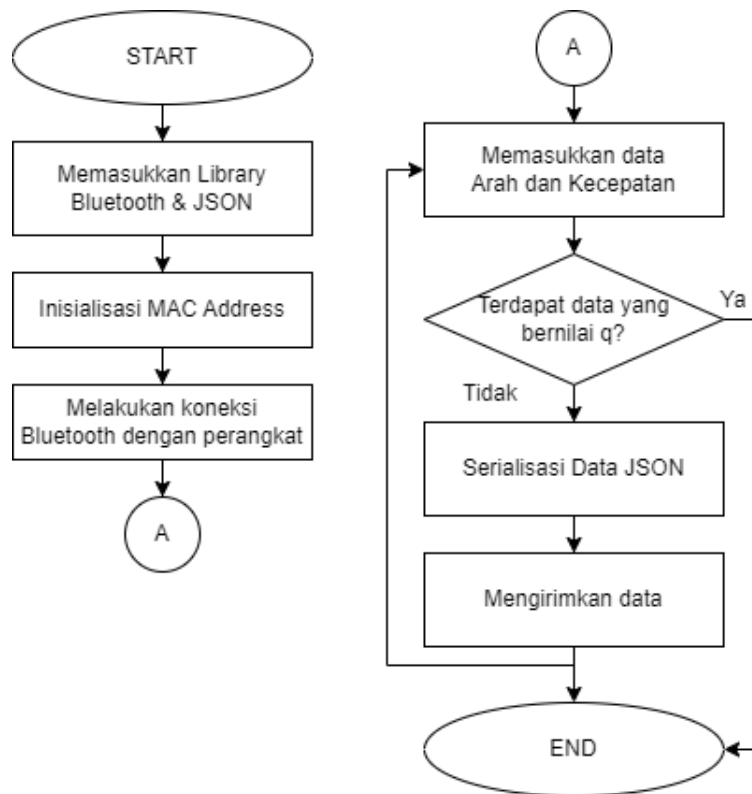 START
Memasukkan Library
Bluetooth & JSON
Inisialisasi MAC Address
Melakukan koneksi
Bluetooth dengan perangkat
A
A
Memasukkan data
Arah dan Kecepatan
Terdapat data yang
bernilai q?
Ya
Tidak
Serialisasi Data JSON
Mengirimkan data
END